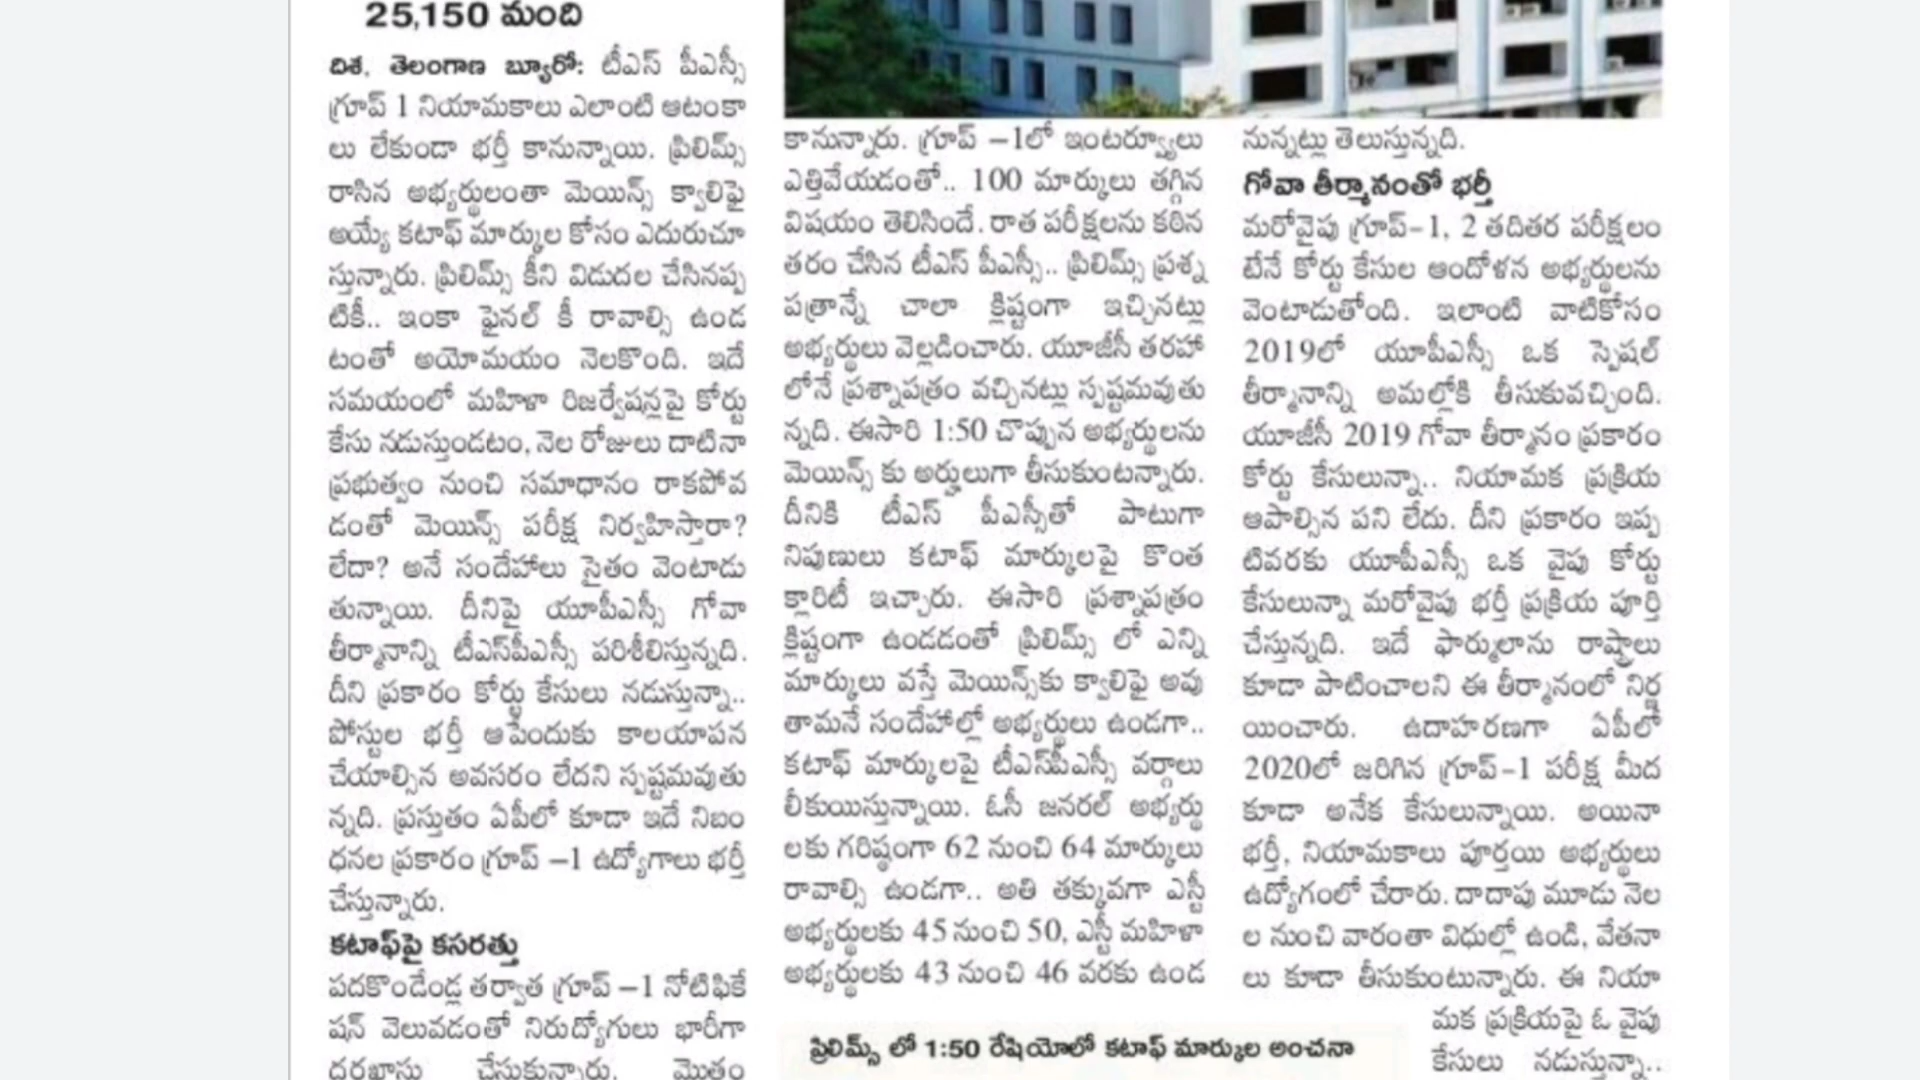 25,150 మంది
దిశ, తెలంగాణ బ్యూరో: టీఎస్ పీఎస్సీ
గ్రూప్ 1 నియామకాలు ఎలాంటి ఆటంకా
లు లేకుండా భర్తీ కానున్నాయి. ప్రిలిమ్స్
రాసిన అభ్యర్థులంతా మెయిన్స్ క్వాలిఫై
అయ్యే కటాఫ్ మార్కుల కోసం ఎదురుచూ
స్తున్నారు. ప్రిలిమ్స్ కీని విడుదల చేసినప్ప
టికీ.. ఇంకా ఫైనల్ కీ రావాల్సి ఉండ
టంతో అయోమయం నెలకొంది. ఇదే
సమయంలో మహిళా రిజర్వేషన్లపై కోర్టు
కేసు నడుస్తుండటం, నెల రోజులు దాటినా
ప్రభుత్వం నుంచి సమాధానం రాకపోవ
డంతో మెయిన్స్ పరీక్ష నిర్వహిస్తారా?
లేదా? అనే సందేహాలు సైతం వెంటాడు
తున్నాయి. దీనిపై యూపీఎస్సీ గోవా
తీర్మానాన్ని టీఎస్‌పీఎస్సీ పరిశీలిస్తున్నది.
దీని ప్రకారం కోర్టు కేసులు నడుస్తున్నా..
పోస్టుల భర్తీ ఆపేందుకు కాలయాపన
చేయాల్సిన అవసరం లేదని స్పష్టమవుతు
న్నది. ప్రస్తుతం ఏపీలో కూడా ఇదే నిబం
ధనల ప్రకారం గ్రూప్ –1 ఉద్యోగాలు భర్తీ
చేస్తున్నారు.
కటాఫ్‌పై కసరత్తు
పదకొండేండ్ల తర్వాత గ్రూప్ –1 నోటిఫికే
షన్ వెలువడంతో నిరుద్యోగులు భారీగా
దరఖాస్తు చేసుకున్నారు. మొత్తం
కానున్నారు. గ్రూప్ –1లో ఇంటర్వ్యూలు
ఎత్తివేయడంతో.. 100 మార్కులు తగ్గిన
విషయం తెలిసిందే. రాత పరీక్షలను కఠిన
తరం చేసిన టీఎస్ పీఎస్సీ.. ప్రిలిమ్స్ ప్రశ్న
పత్రాన్నే చాలా క్లిష్టంగా ఇచ్చినట్లు
అభ్యర్థులు వెల్లడించారు. యూజీసీ తరహా
లోనే ప్రశ్నాపత్రం వచ్చినట్లు స్పష్టమవుతు
న్నది. ఈసారి 1:50 చొప్పున అభ్యర్థులను
మెయిన్స్ కు అర్హులుగా తీసుకుంటన్నారు.
దీనికి టీఎస్ పీఎస్సీతో పాటుగా
నిపుణులు కటాఫ్ మార్కులపై కొంత
క్లారిటీ ఇచ్చారు. ఈసారి ప్రశ్నాపత్రం
క్లిష్టంగా ఉండడంతో ప్రిలిమ్స్ లో ఎన్ని
మార్కులు వస్తే మెయిన్స్‌కు క్వాలిఫై అవు
తామనే సందేహాల్లో అభ్యర్థులు ఉండగా..
కటాఫ్ మార్కులపై టీఎస్‌పీఎస్సీ వర్గాలు
లీకుయిస్తున్నాయి. ఓసీ జనరల్ అభ్యర్థు
లకు గరిష్ఠంగా 62 నుంచి 64 మార్కులు
రావాల్సి ఉండగా.. అతి తక్కువగా ఎస్టీ
అభ్యర్థులకు 45 నుంచి 50, ఎస్టీ మహిళా
అభ్యర్థులకు 43 నుంచి 46 వరకు ఉండ
ప్రిలిమ్స్ లో 1:50 రేషియోలో కటాఫ్ మార్కుల అంచనా
నున్నట్లు తెలుస్తున్నది.
గోవా తీర్మానంతో భర్తీ
మరోవైపు గ్రూప్-1, 2 తదితర పరీక్షలం
టేనే కోర్టు కేసుల ఆందోళన అభ్యర్థులను
వెంటాడుతోంది. ఇలాంటి వాటికోసం
2019లో యూపీఎస్సీ ఒక స్పెషల్
తీర్మానాన్ని అమల్లోకి తీసుకువచ్చింది.
యూజీసీ 2019 గోవా తీర్మానం ప్రకారం
కోర్టు కేసులున్నా.. నియామక ప్రక్రియ
ఆపాల్సిన పని లేదు. దీని ప్రకారం ఇప్ప
టివరకు యూపీఎస్సీ ఒక వైపు కోర్టు
కేసులున్నా మరోవైపు భర్తీ ప్రక్రియ పూర్తి
చేస్తున్నది. ఇదే ఫార్ములాను రాష్ట్రాలు
కూడా పాటించాలని ఈ తీర్మానంలో నిర్ణ
యించారు. ఉదాహరణగా ఏపీలో
2020లో జరిగిన గ్రూప్-1 పరీక్ష మీద
కూడా అనేక కేసులున్నాయి. అయినా
భర్తీ, నియామకాలు పూర్తయి అభ్యర్థులు
ఉద్యోగంలో చేరారు. దాదాపు మూడు నెల
ల నుంచి వారంతా విధుల్లో ఉండి, వేతనా
లు కూడా తీసుకుంటున్నారు. ఈ నియా
మక ప్రక్రియపై ఓ వైపు
కేసులు నడుస్తున్నా..